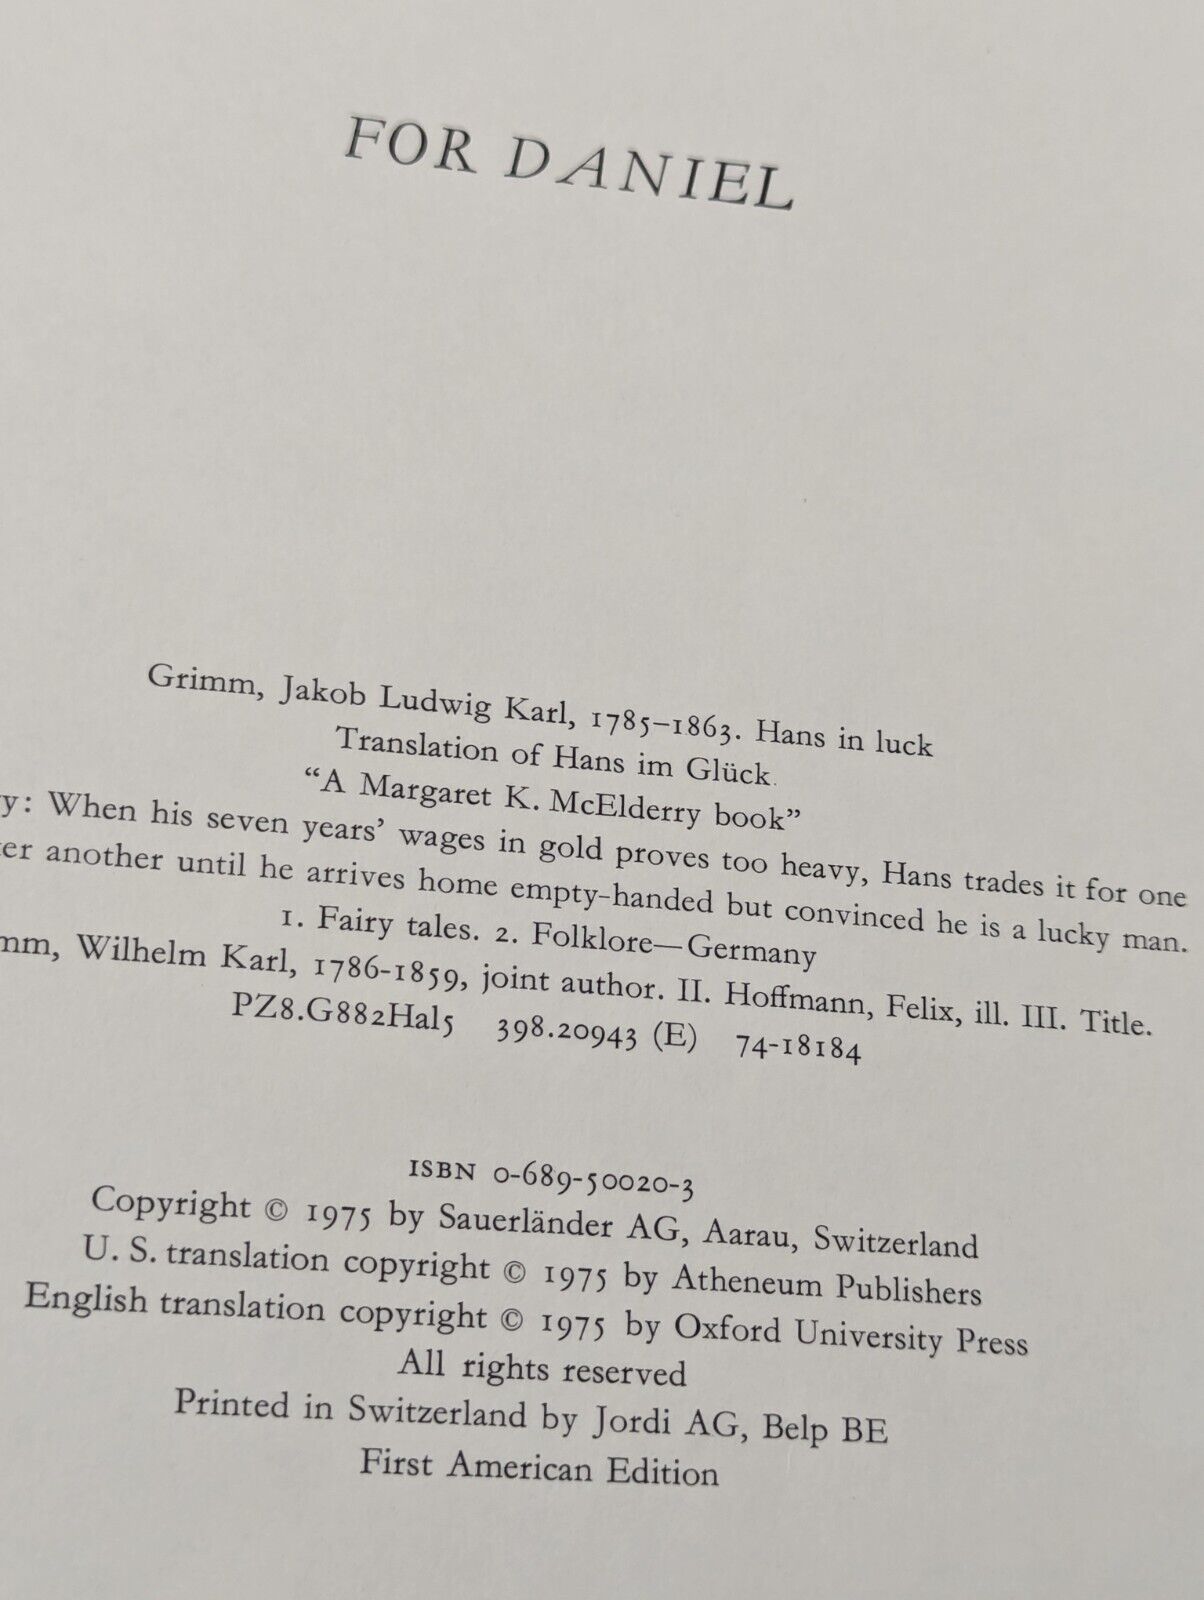 FOR DANIEL
Grimm, Jakob Ludwig Karl, 1785–1863. Hans in luck
Translation of Hans im Glück.
“A Margaret K. McElderry book”
When his seven years’ wages in gold proves too heavy, Hans trades it for one
another until he arrives home empty-handed but convinced he is a lucky man.
1. Fairy tales. 2. Folklore—Germany
Wilhelm Karl, 1786-1859, joint author. II. Hoffmann, Felix, ill. III. Title.
PZ8.G882Hal5 398.20943 (E) 74-18184
ISBN 0-689-50020-3
Copyright © 1975 by Sauerländer AG, Aarau, Switzerland
U. S. translation copyright © 1975 by Atheneum Publishers
English translation copyright © 1975 by Oxford University Press
All rights reserved
Printed in Switzerland by Jordi AG, Belp BE
First American Edition